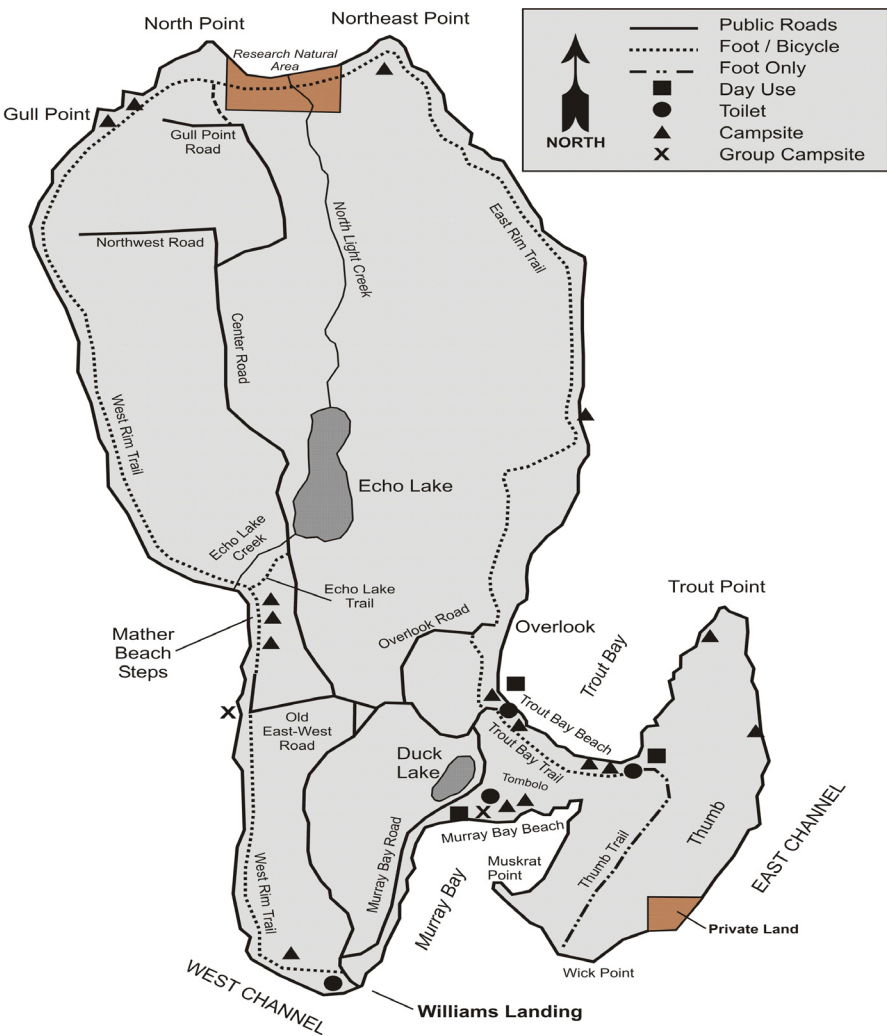 North Point
Northeast Point
Research Natural
Area
Gull Point
Gull Point
Road
Public Roads
Foot / Bicycle
Foot Only
Day Use
Toilet
Campsite
Group Campsite
NORTH
Northwest Road
North Light Creek
East Rim Trail
Center Road
West Rim Trail
Echo Lake
Echo Lake
Creek
Echo Lake
Trail
Mather
Beach
Steps
Overlook Road
Overlook
Trout Point
Trout Bay
Trout Bay Beach
Trout Bay Trail
Old
East-West
Road
Duck
Lake
Tombolo
Murray Bay Beach
Murray Bay Road
Murray Bay
Muskrat
Point
Thumb Trail
Thumb
EAST CHANNEL
West Rim Trail
Private Land
Wick Point
WEST CHANNEL
Williams Landing